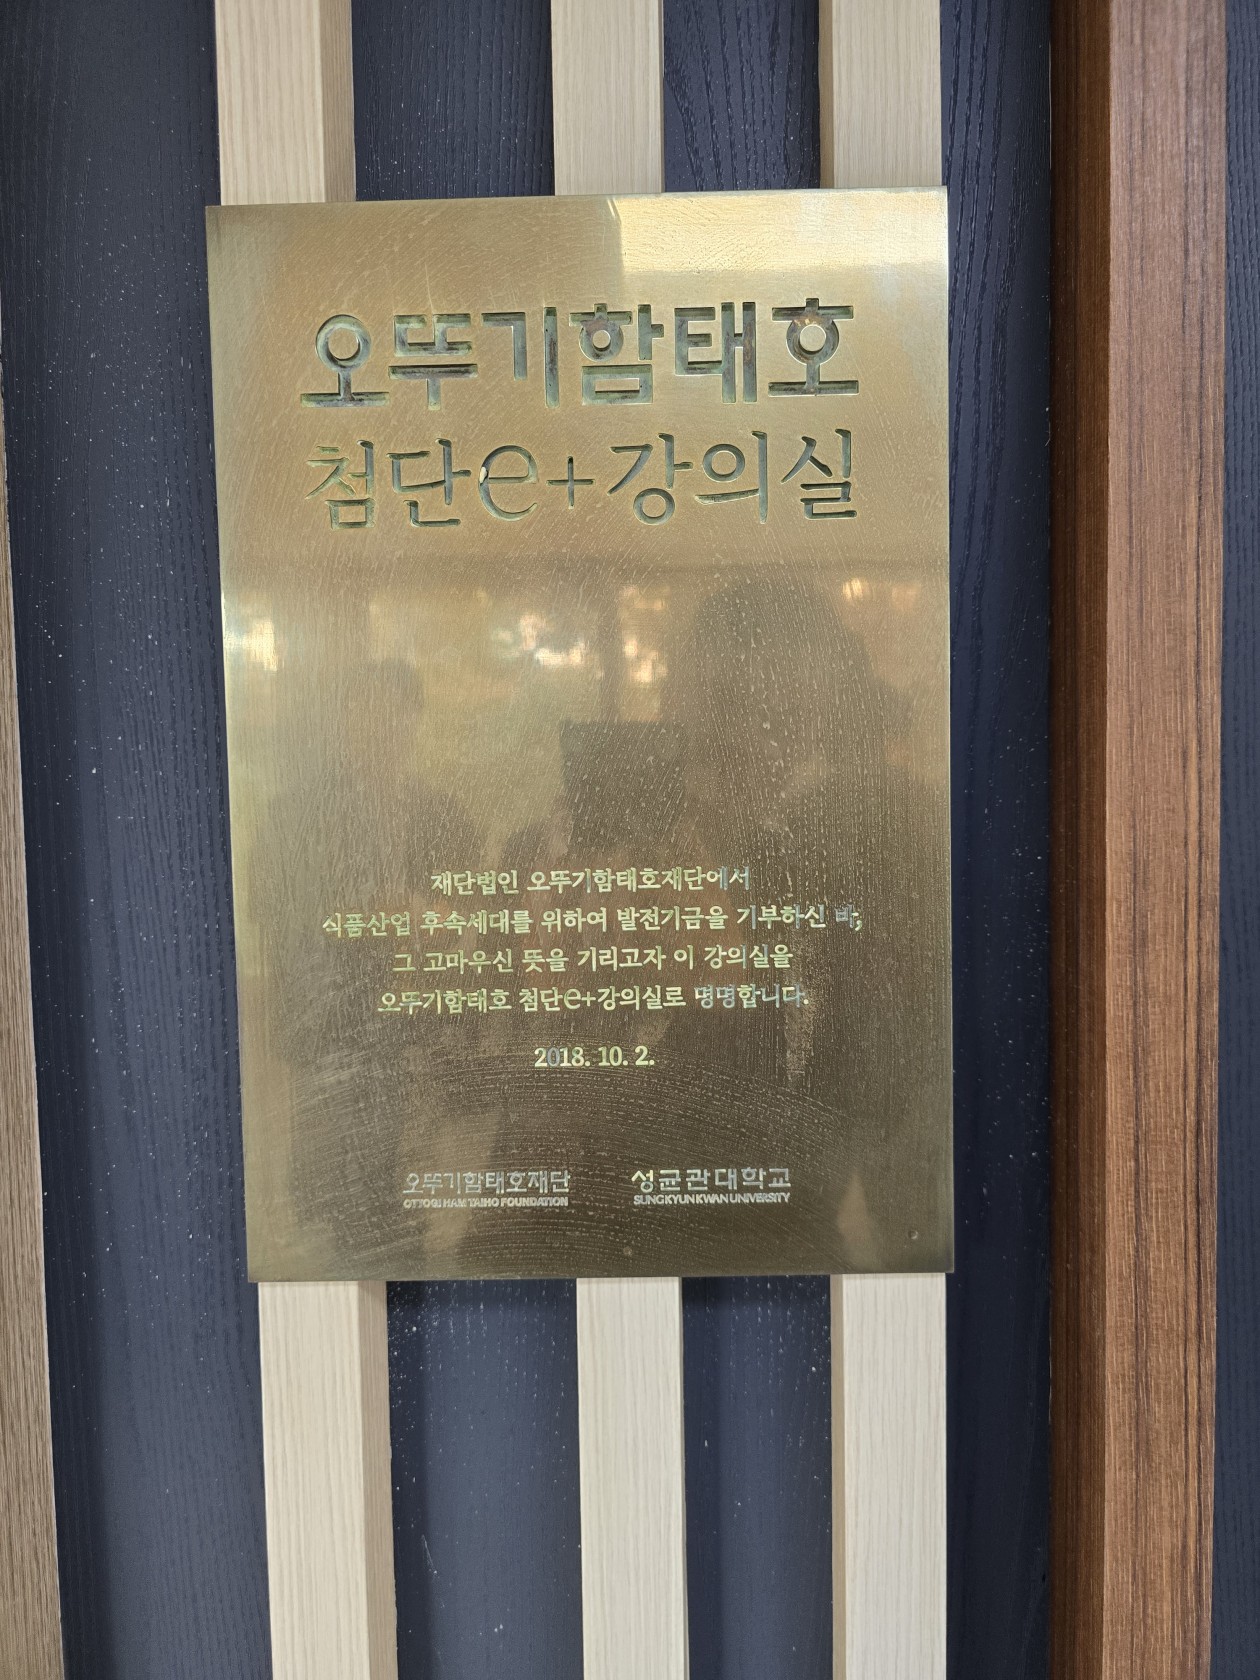 오뚜기함태호
첨단e+강의실
재단법인 오뚜기함태호재단에서
식품산업 후속세대를 위하여 발전기금을 기부하신 바,
그 고마우신 뜻을 기리고자 이 강의실을
오뚜기함태호 첨단e+강의실로 명명합니다.
2018. 10. 2.
오뚜기함태호재단 성균관대학교
OTTOGI HAM TAIHO FOUNDATION SUNGKYUNKWAN UNIVERSITY